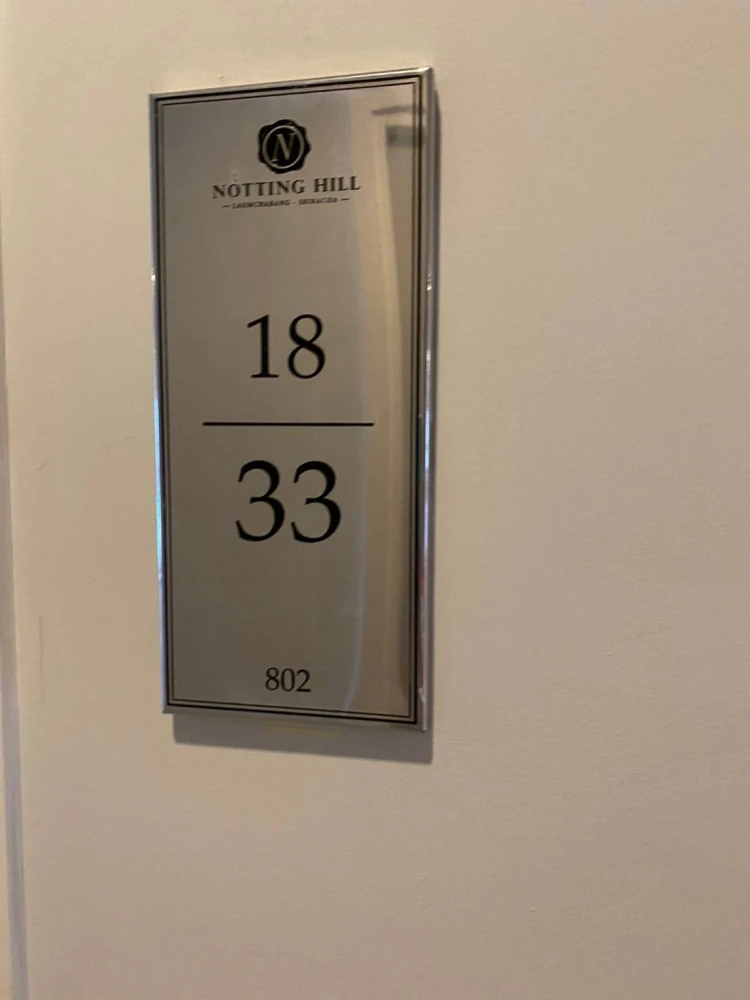 N
NOTTING HILL
LAEMCHABANG - SRIRACHA
18
33
802